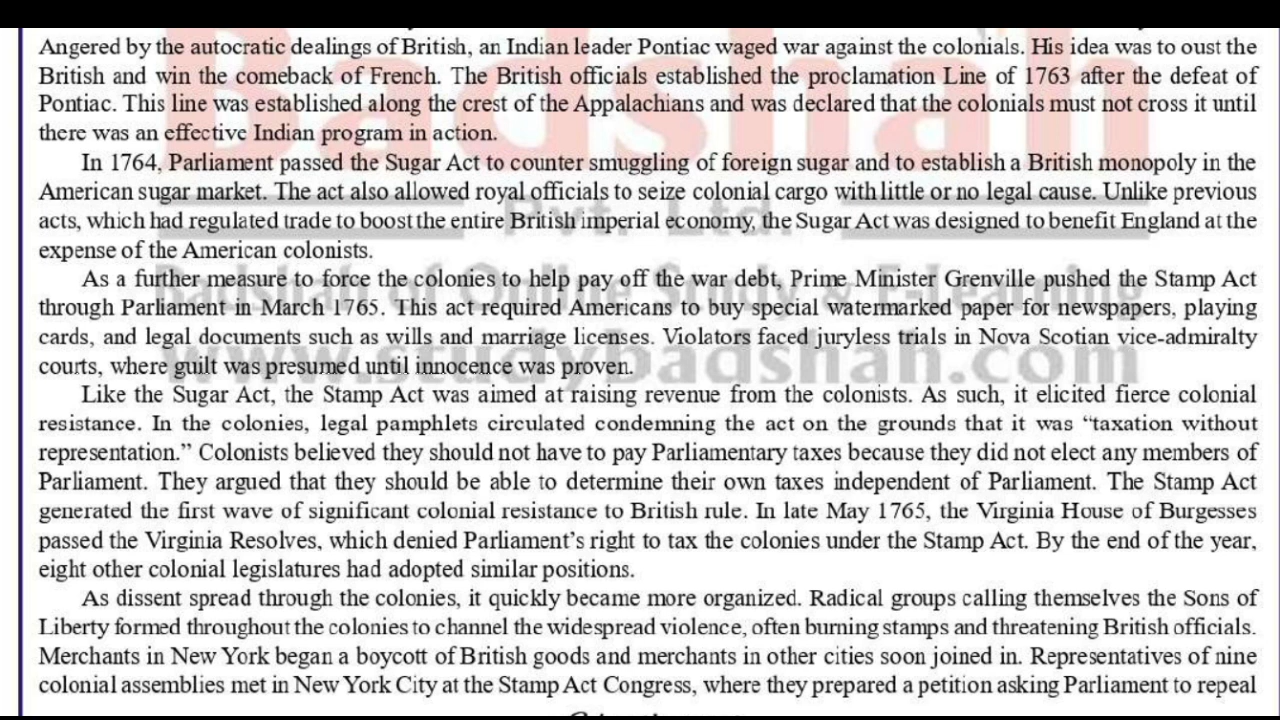 Angered by the autocratic dealings of British, an Indian leader Pontiac waged war against the colonials. His idea was to oust the
British and win the comeback of French. The British officials established the proclamation Line of 1763 after the defeat of
Pontiac. This line was established along the crest of the Appalachians and was declared that the colonials must not cross it until
there was an effective Indian program in action.
In 1764, Parliament passed the Sugar Act to counter smuggling of foreign sugar and to establish a British monopoly in the
American sugar market. The act also allowed royal officials to seize colonial cargo with little or no legal cause. Unlike previous
acts, which had regulated trade to boost the entire British imperial economy, the Sugar Act was designed to benefit England at the
expense of the American colonists.
As a further measure to force the colonies to help pay off the war debt, Prime Minister Grenville pushed the Stamp Act
through Parliament in March 1765. This act required Americans to buy special watermarked paper for newspapers, playing
cards, and legal documents such as wills and marriage licenses. Violators faced juryless trials in Nova Scotian vice-admiralty
courts, where guilt was presumed until innocence was proven.
Like the Sugar Act, the Stamp Act was aimed at raising revenue from the colonists. As such, it elicited fierce colonial
resistance. In the colonies, legal pamphlets circulated condemning the act on the grounds that it was “taxation without
representation.” Colonists believed they should not have to pay Parliamentary taxes because they did not elect any members of
Parliament. They argued that they should be able to determine their own taxes independent of Parliament. The Stamp Act
generated the first wave of significant colonial resistance to British rule. In late May 1765, the Virginia House of Burgesses
passed the Virginia Resolves, which denied Parliament’s right to tax the colonies under the Stamp Act. By the end of the year,
eight other colonial legislatures had adopted similar positions.
As dissent spread through the colonies, it quickly became more organized. Radical groups calling themselves the Sons of
Liberty formed throughout the colonies to channel the widespread violence, often burning stamps and threatening British officials.
Merchants in New York began a boycott of British goods and merchants in other cities soon joined in. Representatives of nine
colonial assemblies met in New York City at the Stamp Act Congress, where they prepared a petition asking Parliament to repeal
Badshah
Pvt. Ltd.
Badshah of Online Study & E-learning
www.studybadshah.com